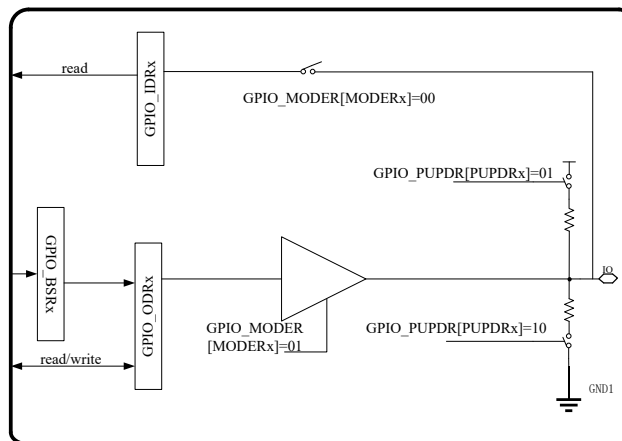 read
GPIO_IDRx
GPIO_MODER[MODERx]=00
GPIO_PUPDR[PUPDRx]=01
GPIO_BSRx
GPIO_ODRx
IO
GPIO_MODER
[MODERx]=01
GPIO_PUPDR[PUPDRx]=10
read/write
GND1